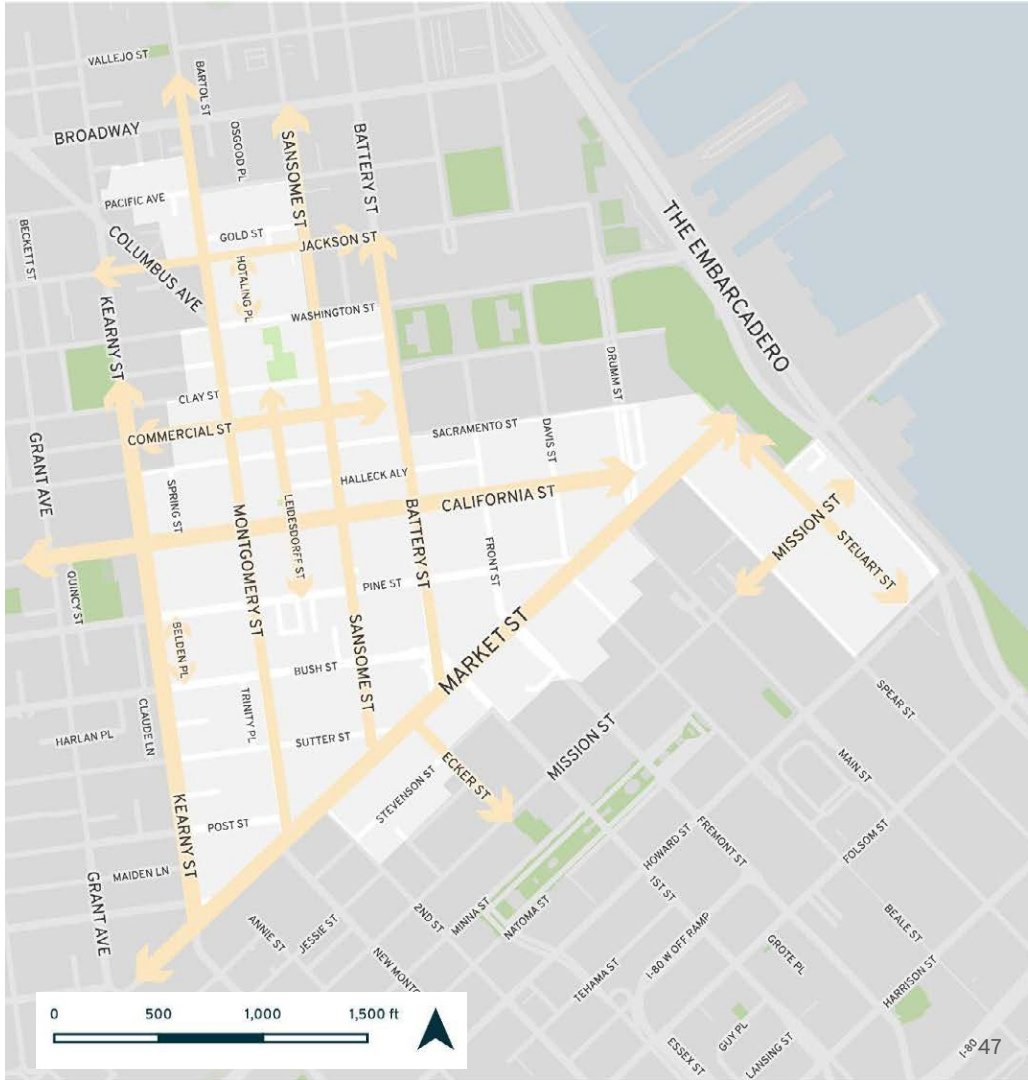 VALLEJO ST
BARTOL ST
BROADWAY
OSGOOD PL
SANSOME ST
BATTERY ST
PACIFIC AVE
BECKETT ST
COLUMBUS AVE
GOLD ST
JACKSON ST
HOTALING PL
THE EMBARCADERO
KEARNY ST
WASHINGTON ST
DRUMM ST
CLAY ST
COMMERCIAL ST
SACRAMENTO ST
DAVIS ST
GRANT AVE
HALLECK ALY
SPRING ST
LEIDESDORFF ST
CALIFORNIA ST
MONTGOMERY ST
BATTERY ST
FRONT ST
MISSION ST
STEUART ST
QUINCY ST
PINE ST
BELDEN PL
SANSOME ST
MARKET ST
BUSH ST
TRINITY PL
CLAUDE LN
HARLAN PL
SUTTER ST
SPEAR ST
ECKER ST
MISSION ST
STEVENSON ST
MAIN ST
KEARNY ST
POST ST
MAIDEN LN
GRANT AVE
HOWARD ST
FREMONT ST
FOLSOM ST
1ST ST
ANNIE ST
JESSIE ST
2ND ST
MINNA ST
NATOMA ST
BEALE ST
NEW MONTG
TEHAMA ST
I-80 W OFF RAMP
GROTE PL
HARRISON ST
ESSEX ST
GUY PL
LANSING ST
I-80
0 500 1,000 1,500 ft
47